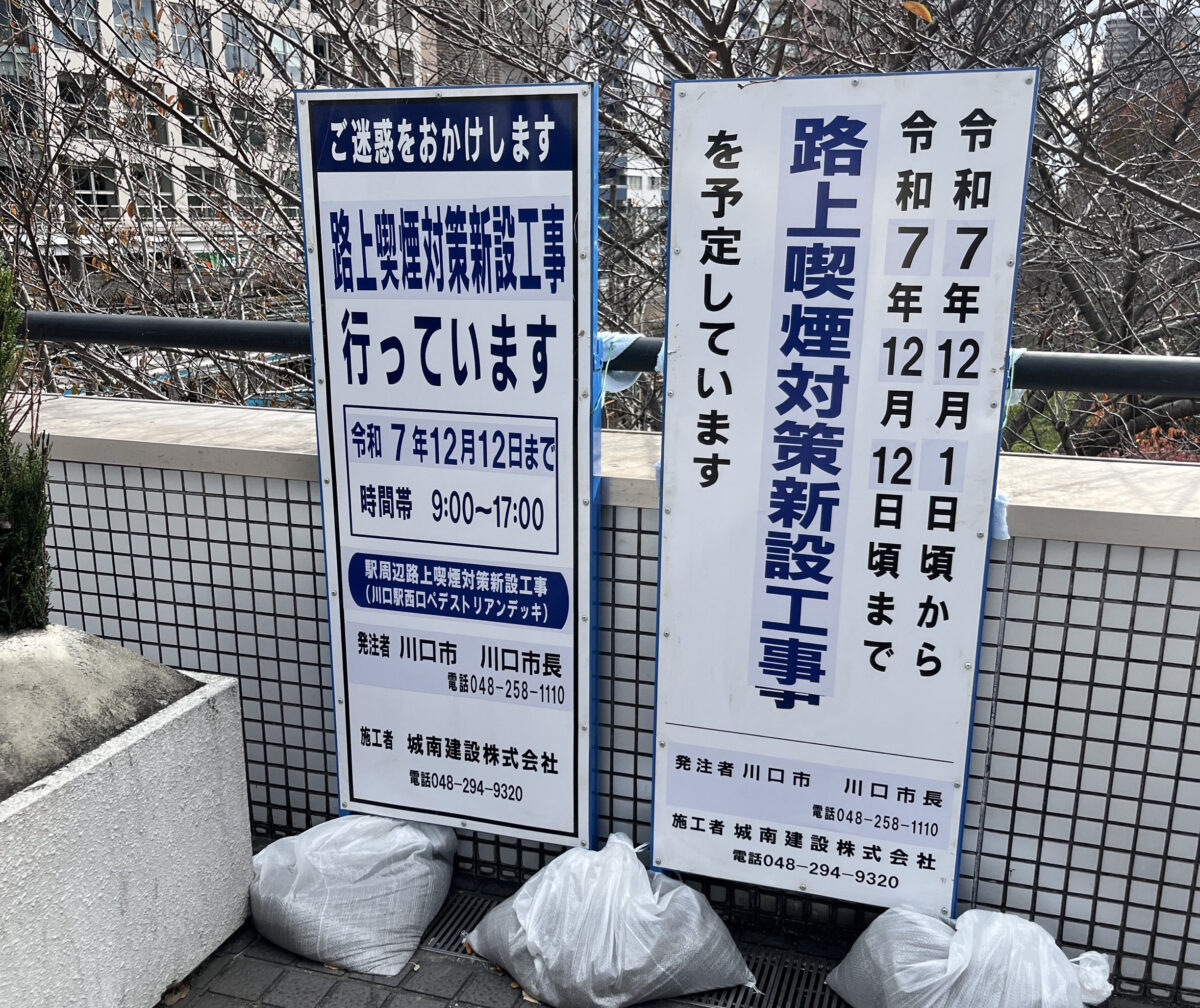 ご迷惑をおかけします
路上喫煙対策新設工事
行っています
令和 7年12月12日まで
時間帯 9:00〜17:00
駅周辺路上喫煙対策新設工事
(川口駅西口ペデストリアンデッキ)
発注者 川口市 川口市長
電話048-258-1110
施工者 城南建設株式会社
電話048-294-9320
令和7年12月1日頃から
令和7年12月12日頃まで
路上喫煙対策新設工事
を予定しています
発注者 川口市 川口市長
電話048-258-1110
施工者 城南建設株式会社
電話048-294-9320